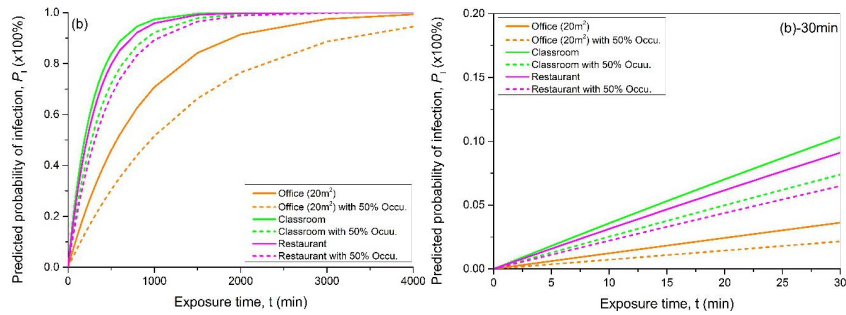 (b)
Predicted probability of infection, PI (x100%)
1.0
0.8
0.6
0.4
0.2
0.0
Office (20m²)
Office (20m²) with 50% Occu.
Classroom
Classroom with 50% Ocuu.
Restaurant
Restaurant with 50% Occu.
0
1000
2000
3000
4000
Exposure time, t (min)
(b)-30min
Predicted probability of infection, PI (x100%)
0.20
0.15
0.10
0.05
0.00
Office (20m²)
Office (20m²) with 50% Occu.
Classroom
Classroom with 50% Ocuu.
Restaurant
Restaurant with 50% Occu.
0
5
10
15
20
25
30
Exposure time, t (min)